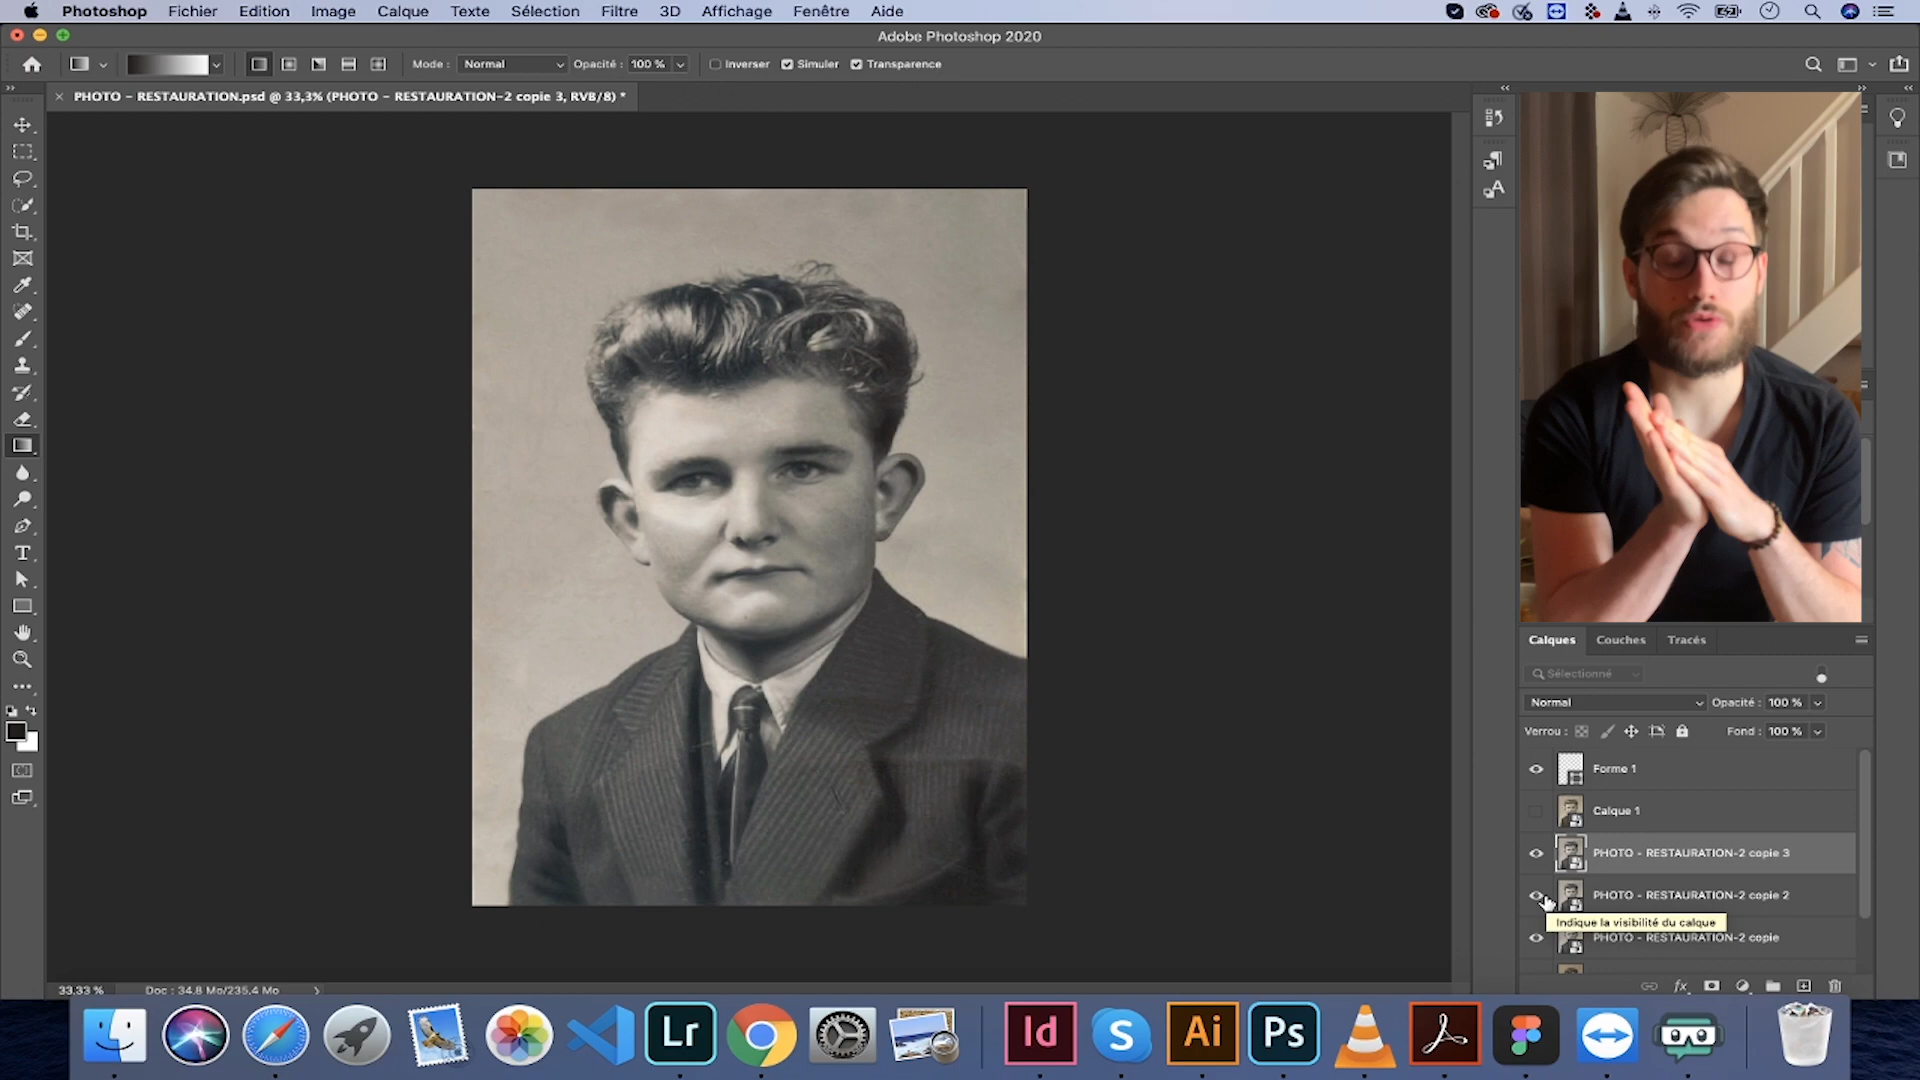 Photoshop Fichier Edition Image Calque Texte Sélection Filtre 3D Affichage Fenêtre Aide
Adobe Photoshop 2020
Mode : Normal Opacité : 100 % Inverser Simuler Transparence
PHOTO - RESTAURATION.psd @ 33,3% (PHOTO - RESTAURATION-2 copie 3, RVB/8) *
Calques Couches Tracés
Sélectionné
Normal Opacité : 100 %
Verrou : Fond : 100 %
Forme 1
Calque 1
PHOTO - RESTAURATION-2 copie 3
PHOTO - RESTAURATION-2 copie 2
Indique la visibilité du calque
PHOTO - RESTAURATION-2 copie
fx
33,33 % Doc : 34.8 Mo/235.4 Mo
Lr Id S Ai Ps